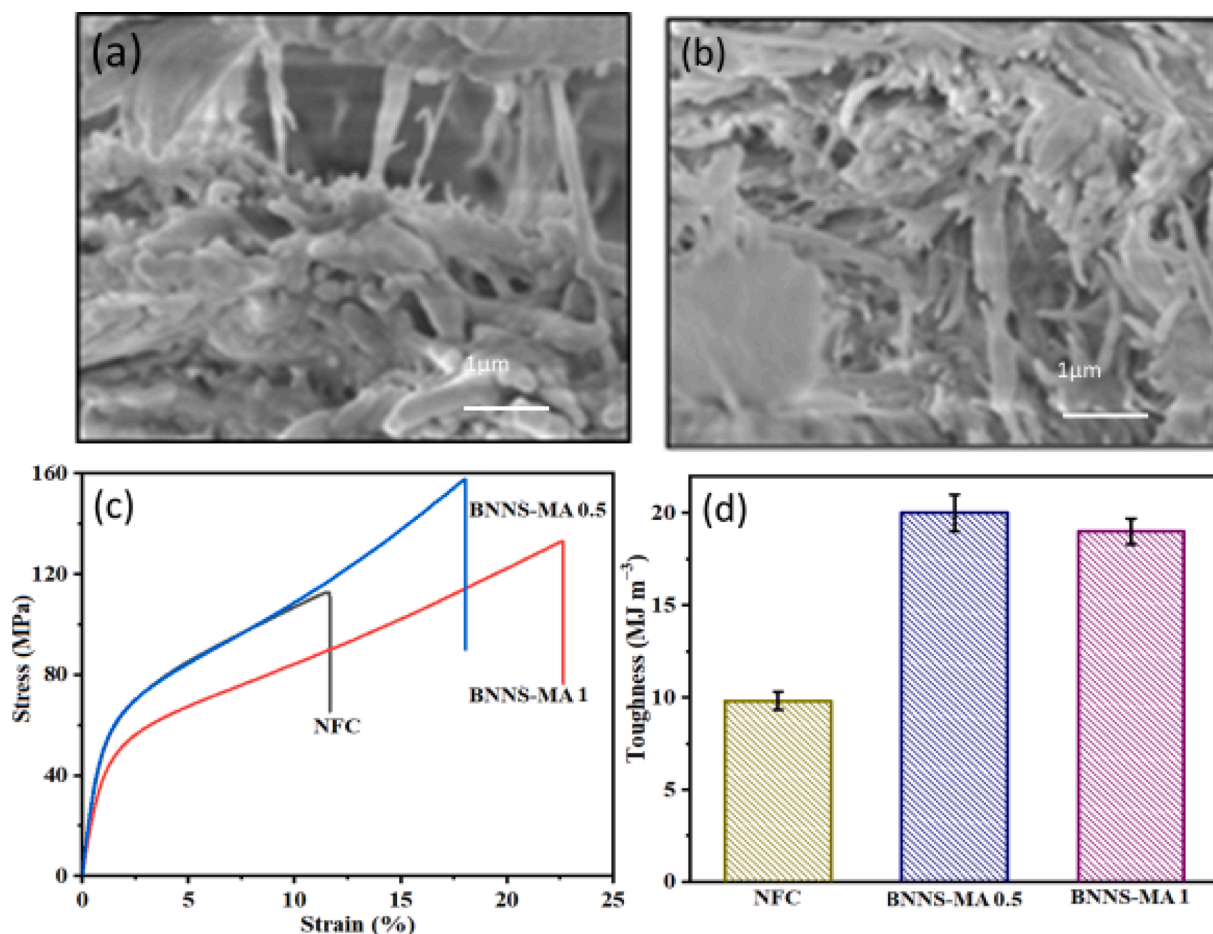 (a)
1μm
(b)
1μm
(c)
160
120
80
40
0
Stress (MPa)
BNNS-MA 0.5
BNNS-MA 1
NFC
0 5 10 15 20 25
Strain (%)
(d)
20
15
10
5
0
Toughness (MJ m⁻³)
NFC BNNS-MA 0.5 BNNS-MA 1